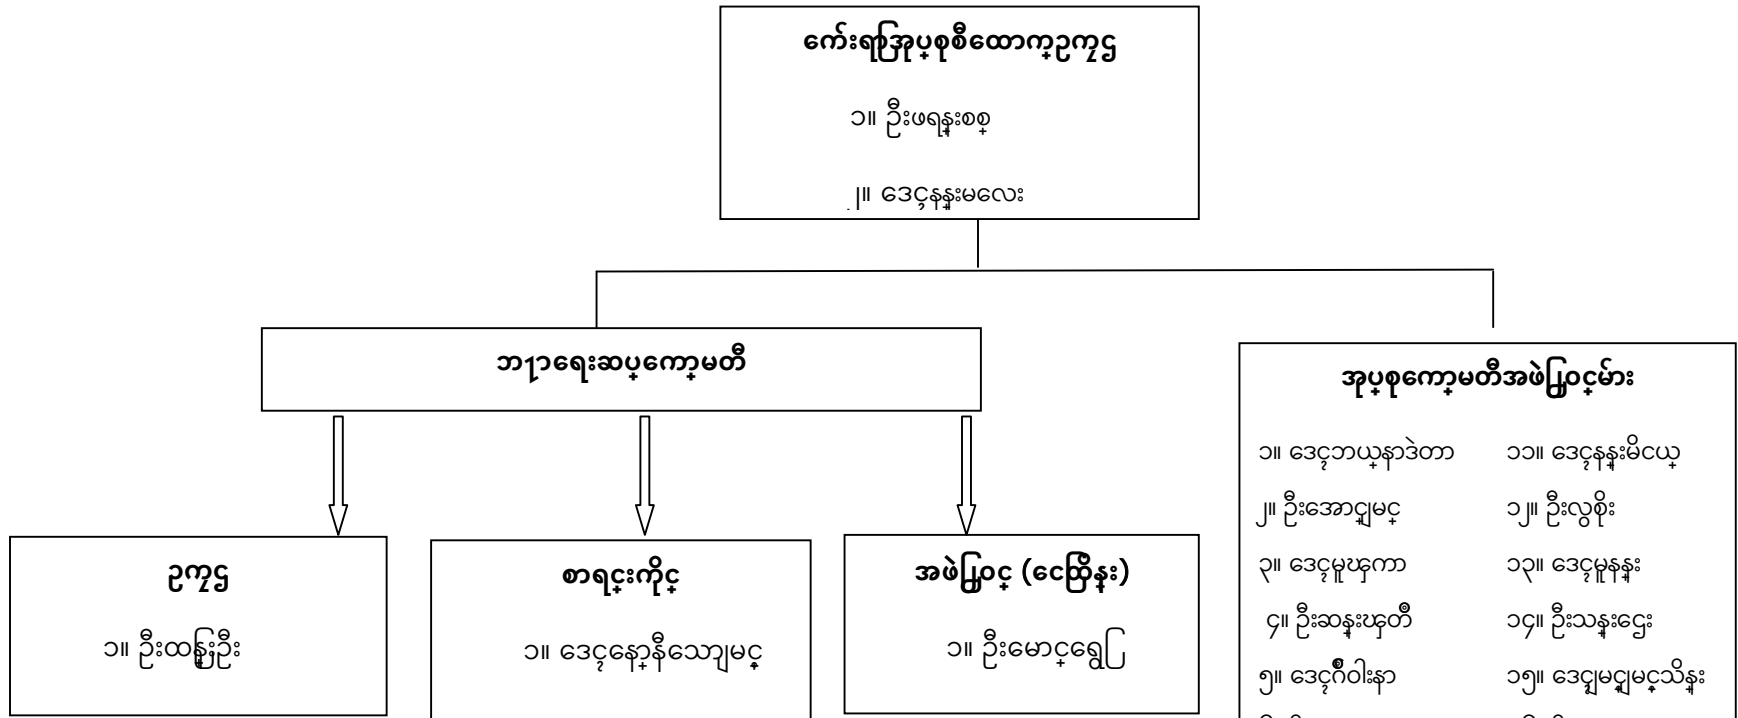 ကျေးရွာအုပ်စုစီထောက်ဥက္ကဌ
၁။ ဦးဖရန်းစစ်
၂။ ဒေါ်နန်းမလေး
ဘဏ္ဍာရေးဆပ်ကော်မတီ
အုပ်စုကော်မတီအဖွဲ့ဝင်များ
၁။ ဒေါ်ဘယ်နာဒဲတာ
၁၁။ ဒေါ်နန်းမိငယ်
၂။ ဦးအောင်မြင့်
၁၂။ ဦးလှစိုး
၃။ ဒေါ်မူဖြကာ
၁၃။ ဒေါ်မူနန်း
၄။ ဦးဆန်းဖြတီ
၁၄။ ဦးသန်းဌေး
၅။ ဒေါ်ဂျီဝါးနာ
၁၅။ ဒေါ်မြင့်မြင့်သိန်း
ဥက္ကဌ
၁။ ဦးထွန်းဦး
စာရင်းကိုင်
၁။ ဒေါ်နော်နီသော်မြင့်
အဖွဲ့ဝင် (ငွေထိန်း)
၁။ ဦးမောင်ရွှေ